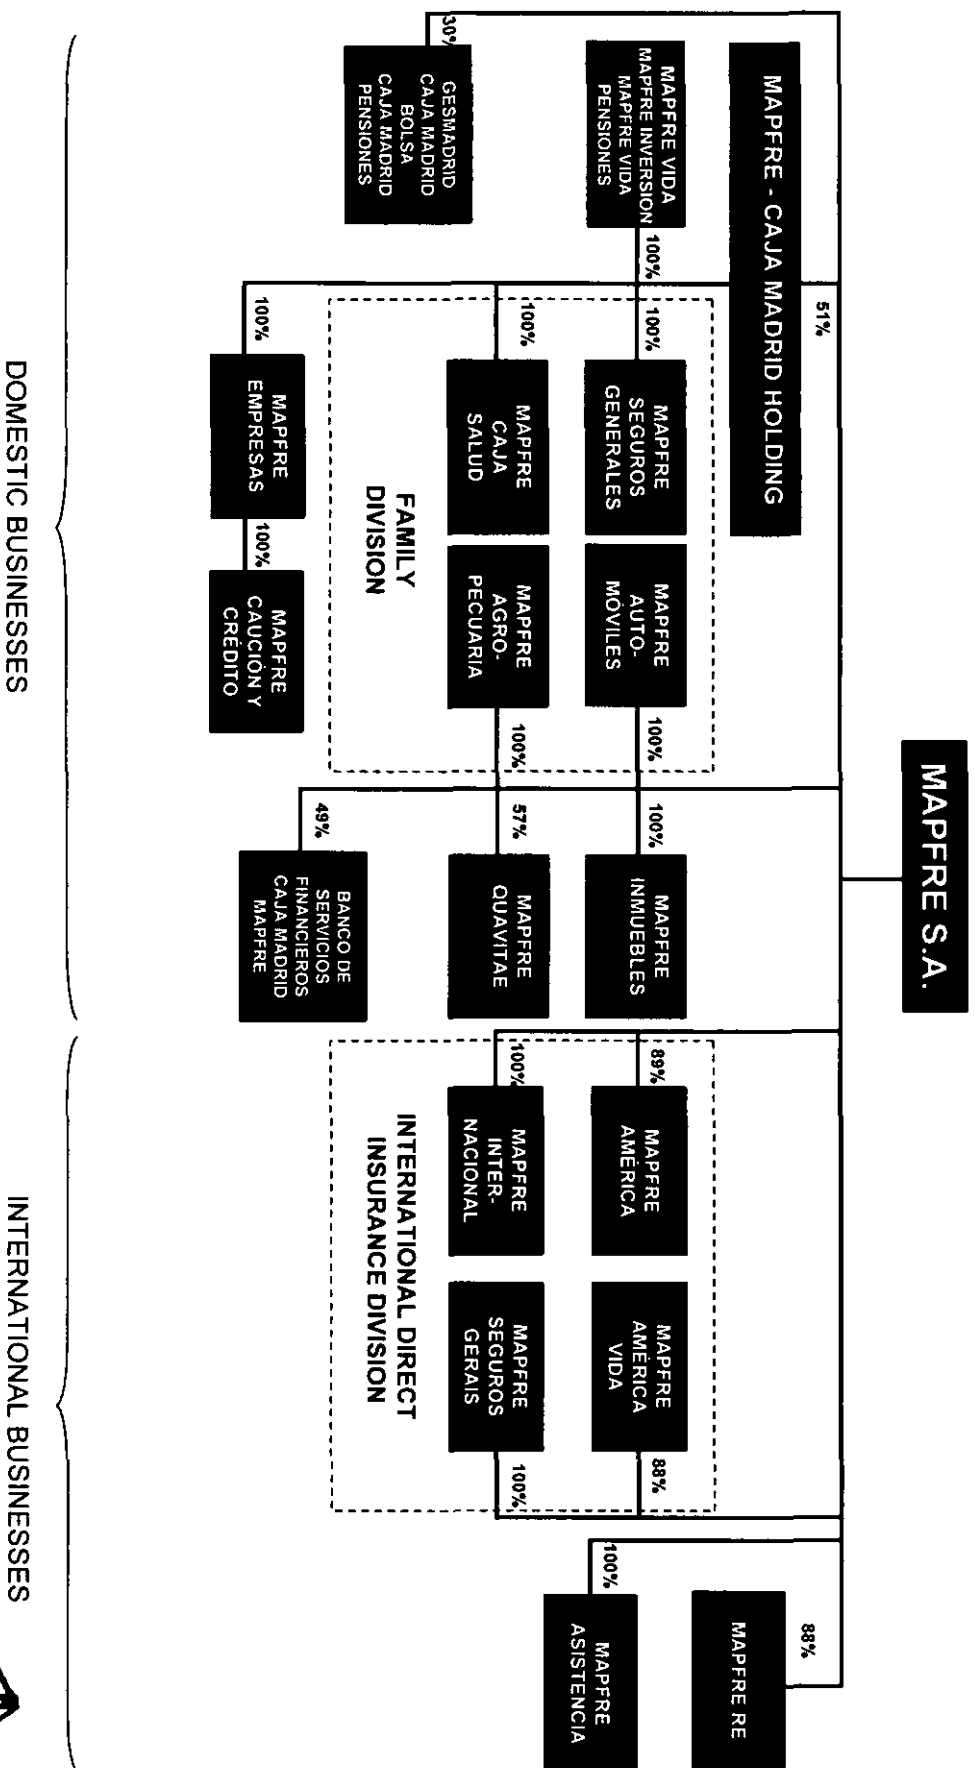 MAPFRE S.A.
51%
88%
MAPFRE - CAJA MADRID HOLDING
MAPFRE RE
30%
100%
GESMADRID
CAJA MADRID
BOLSA
CAJA MADRID
PENSIONES
MAPFRE VIDA
MAPFRE INVERSIÓN
MAPFRE VIDA
PENSIONES
100%
100%
MAPFRE
SEGUROS
GENERALES
MAPFRE
AUTO-
MÓVILES
100%
100%
MAPFRE
INMUEBLES
89%
MAPFRE
AMÉRICA
MAPFRE
AMÉRICA
VIDA
88%
MAPFRE
ASISTENCIA
100%
MAPFRE
CAJA
SALUD
MAPFRE
AGRO-
PECUARIA
100%
57%
MAPFRE
QUAVITAE
100%
MAPFRE
INTER-
NACIONAL
MAPFRE
SEGUROS
GERAIS
100%
FAMILY
DIVISION
INTERNATIONAL DIRECT
INSURANCE DIVISION
100%
MAPFRE
EMPRESAS
100%
MAPFRE
CAUCIÓN Y
CRÉDITO
49%
BANCO DE
SERVICIOS
FINANCIEROS
CAJA MADRID
MAPFRE
DOMESTIC BUSINESSES
INTERNATIONAL BUSINESSES